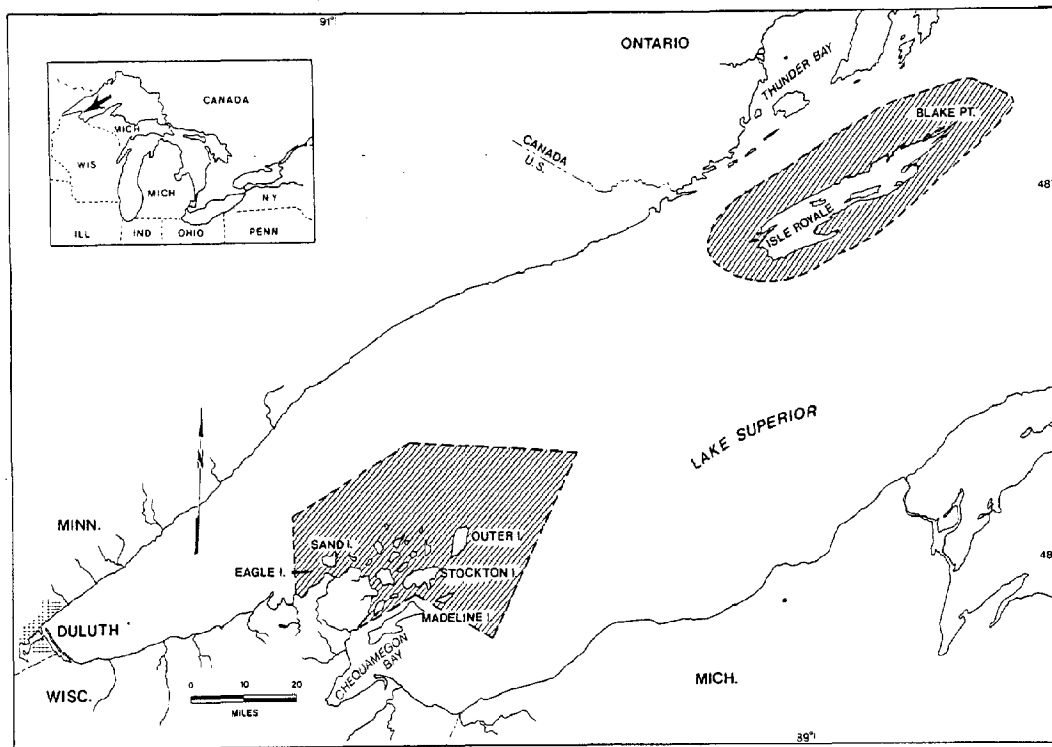 91°
ONTARIO
THUNDER BAY
CANADA
MICH
WIS
MICH
N.Y
ILL
IND
OHIO
PENN
CANADA
U.S.
BLAKE PT.
48°
ISLE ROYALE
LAKE SUPERIOR
N
MINN.
SAND I.
OUTER I.
EAGLE I.
STOCKTON I.
48
MADELINE I.
DULUTH
CHEQUAMEGON
BAY
WISC.
0 10 20
MILES
MICH.
89°